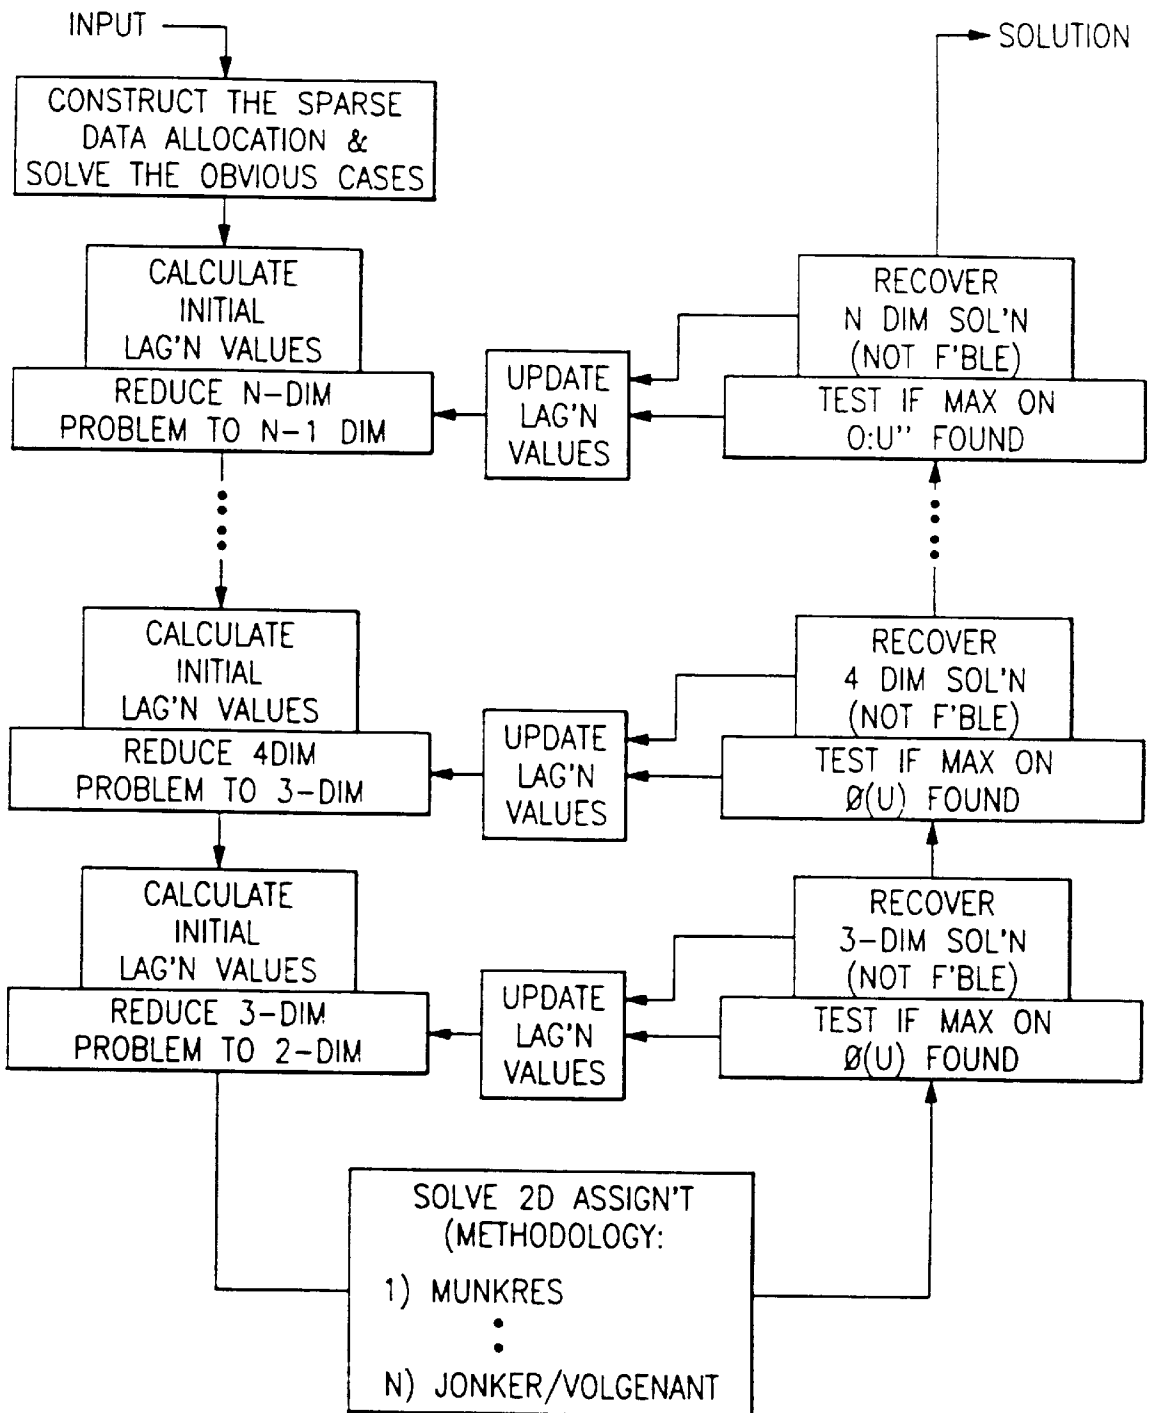 INPUT
SOLUTION
CONSTRUCT THE SPARSE
DATA ALLOCATION &
SOLVE THE OBVIOUS CASES
CALCULATE
INITIAL
LAG'N VALUES
REDUCE N-DIM
PROBLEM TO N-1 DIM
UPDATE
LAG'N
VALUES
RECOVER
N DIM SOL'N
(NOT F'BLE)
TEST IF MAX ON
O:U'' FOUND
CALCULATE
INITIAL
LAG'N VALUES
REDUCE 4DIM
PROBLEM TO 3-DIM
UPDATE
LAG'N
VALUES
RECOVER
4 DIM SOL'N
(NOT F'BLE)
TEST IF MAX ON
Ø(U) FOUND
CALCULATE
INITIAL
LAG'N VALUES
REDUCE 3-DIM
PROBLEM TO 2-DIM
UPDATE
LAG'N
VALUES
RECOVER
3-DIM SOL'N
(NOT F'BLE)
TEST IF MAX ON
Ø(U) FOUND
SOLVE 2D ASSIGN'T
(METHODOLOGY:
1) MUNKRES
N) JONKER/VOLGENANT